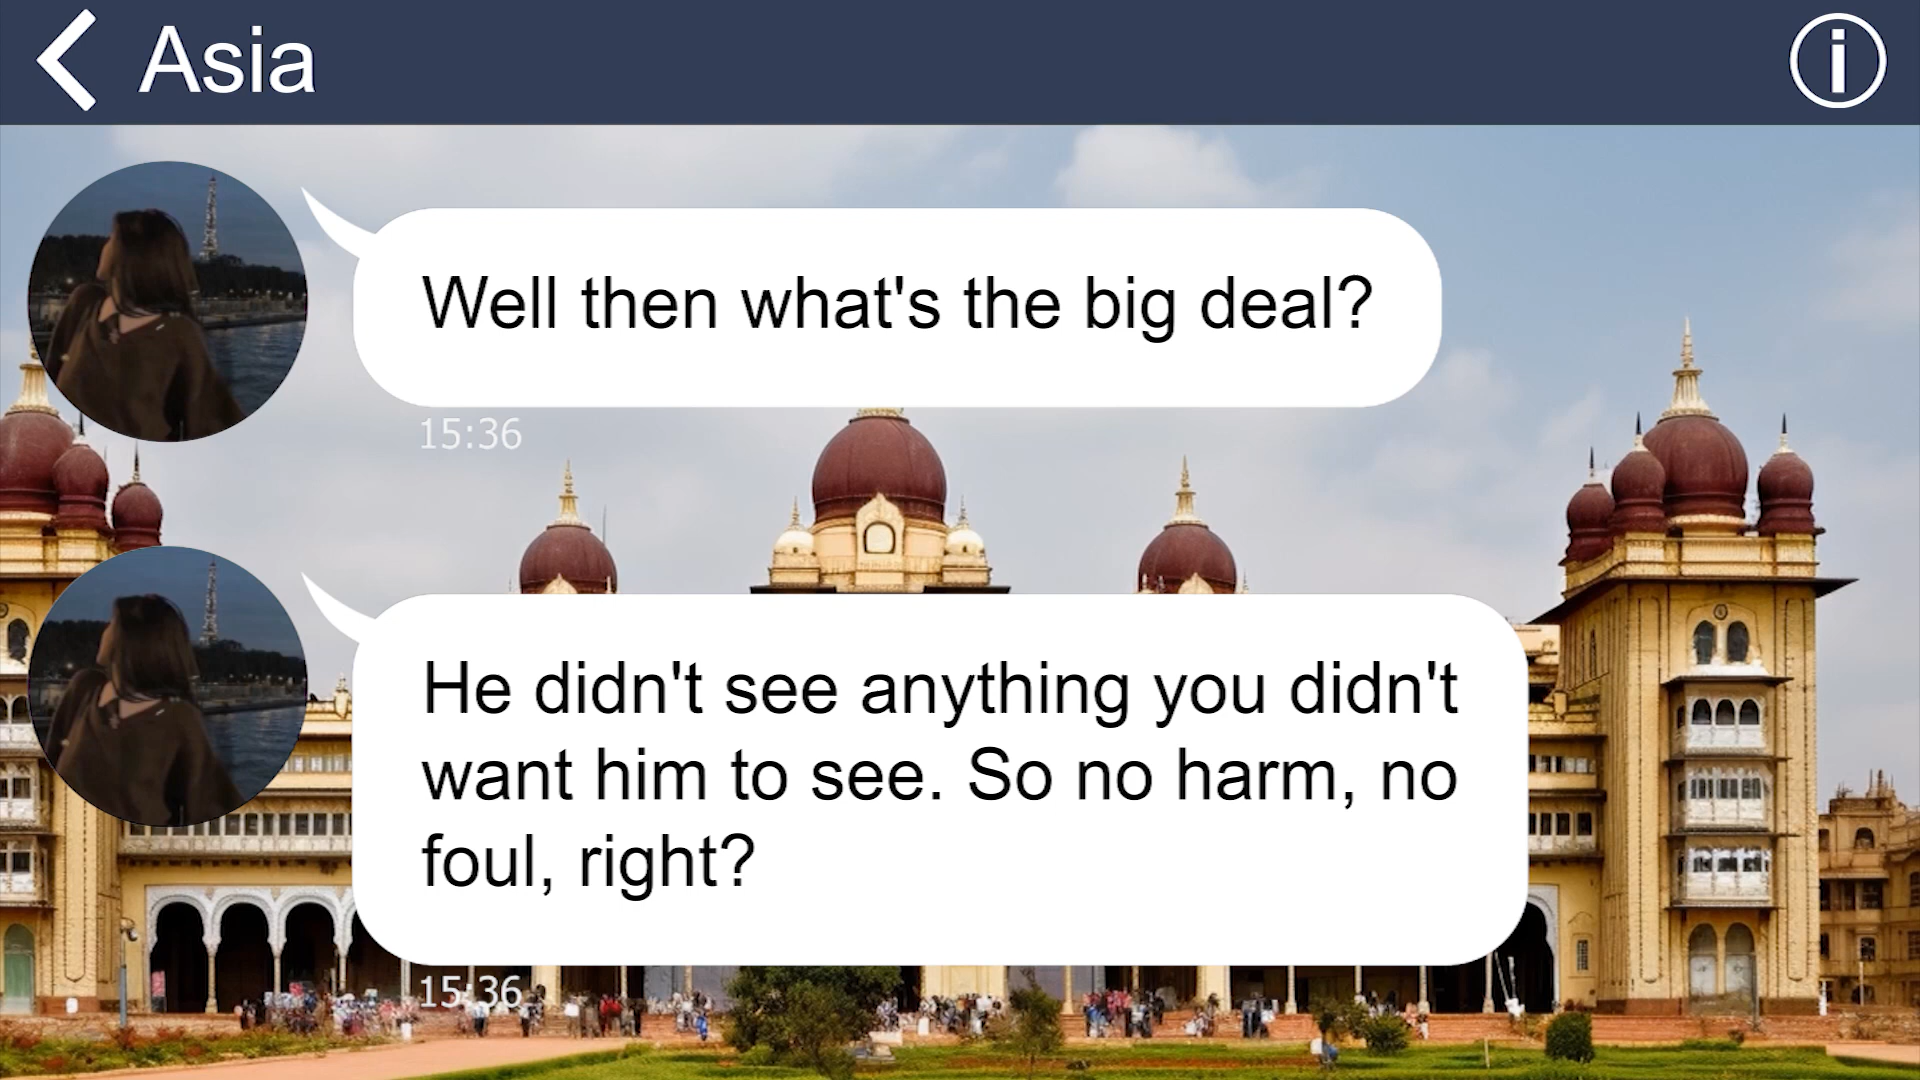 Asia
Well then what's the big deal?
15:36
He didn't see anything you didn't
want him to see. So no harm, no
foul, right?
15:36